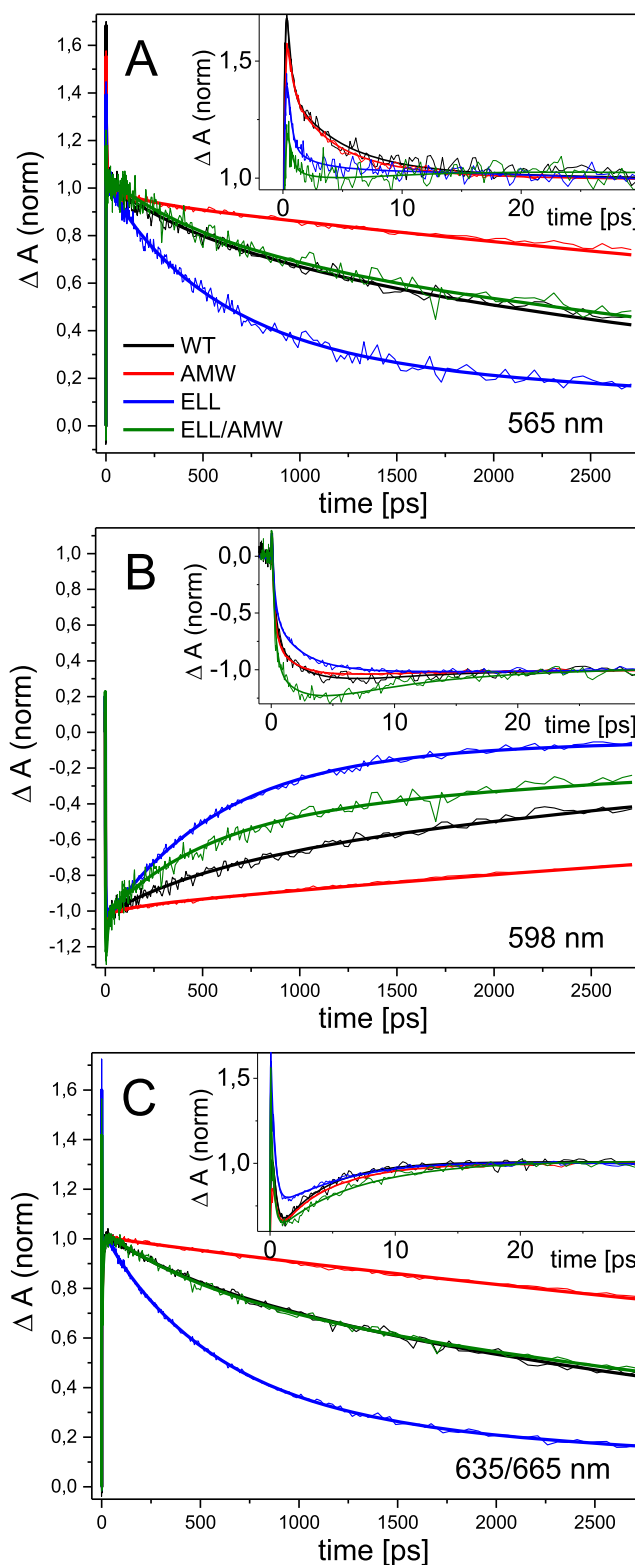 A
1,6
1,4
1,2
1,0
0,8
0,6
0,4
0,2
0,0
Δ A (norm)
0 500 1000 1500 2000 2500
time [ps]
WT
AMW
ELL
ELL/AMW
565 nm
1,5
1,0
Δ A (norm)
0 10 20
time [ps]
B
1,0
0,8
0,6
0,4
0,2
0,0
-0,2
-0,4
-0,6
-0,8
-1,0
-1,2
Δ A (norm)
0 500 1000 1500 2000 2500
time [ps]
598 nm
0,0
-0,5
-1,0
Δ A (norm)
0 10 20
time [ps]
C
1,6
1,4
1,2
1,0
0,8
0,6
0,4
0,2
0,0
Δ A (norm)
0 500 1000 1500 2000 2500
time [ps]
635/665 nm
1,5
1,0
Δ A (norm)
0 10 20
time [ps]